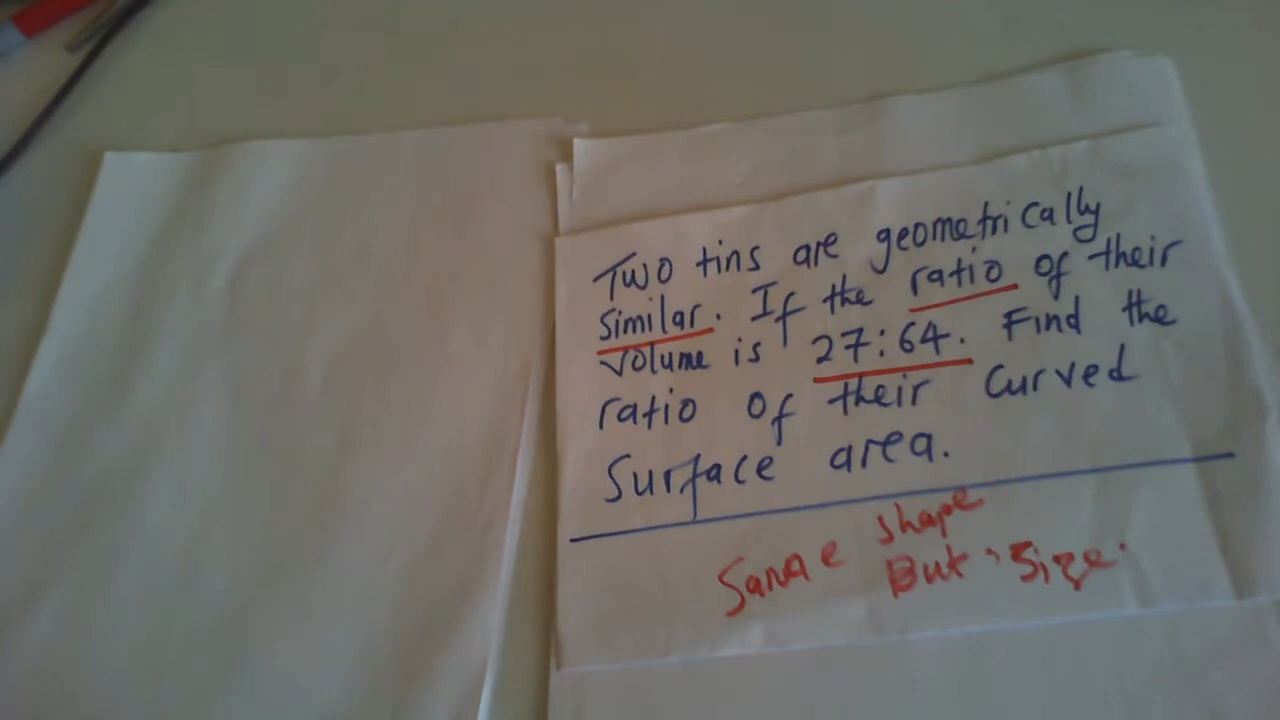 Two tins are geometrically
similar. If the ratio of their
volume is 27:64. Find the
ratio of their curved
surface area.
Same shape
But, size.